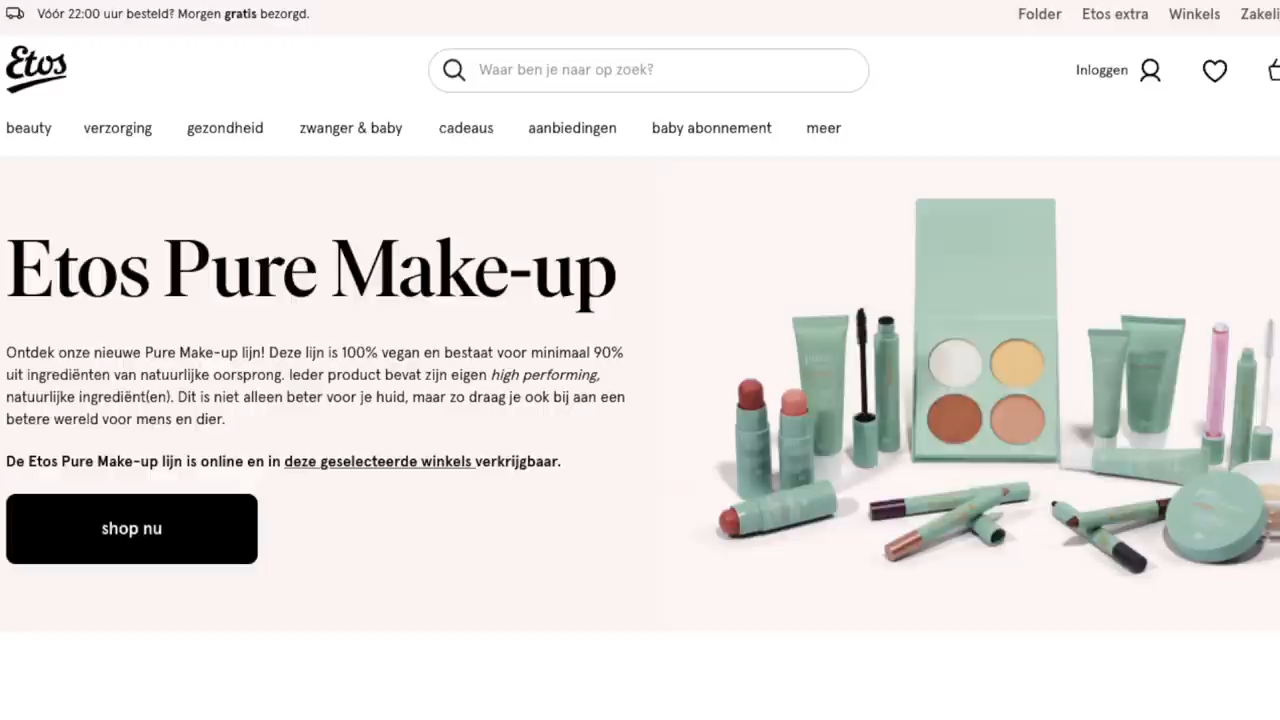 Vóór 22:00 uur besteld? Morgen gratis bezorgd.
Folder Etos extra Winkels
Etos
Waar ben je naar op zoek?
Inloggen
beauty verzorging gezondheid zwanger & baby cadeaus aanbiedingen baby abonnement meer
Etos Pure Make-up
Ontdek onze nieuwe Pure Make-up lijn! Deze lijn is 100% vegan en bestaat voor minimaal 90%
uit ingrediënten van natuurlijke oorsprong. Ieder product bevat zijn eigen high performing,
natuurlijke ingrediënt(en). Dit is niet alleen beter voor je huid, maar zo draag je ook bij aan een
betere wereld voor mens en dier.
De Etos Pure Make-up lijn is online en in deze geselecteerde winkels verkrijgbaar.
shop nu